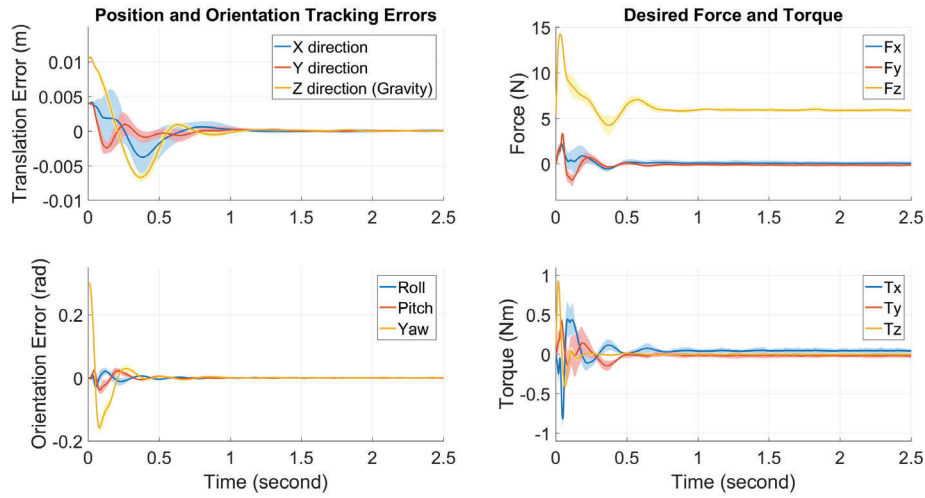 Position and Orientation Tracking Errors
Translation Error (m)
0.01
0.005
0
-0.005
-0.01
X direction
Y direction
Z direction (Gravity)
0
0.5
1
1.5
2
2.5
Desired Force and Torque
Force (N)
15
10
5
0
Fx
Fy
Fz
0
0.5
1
1.5
2
2.5
Orientation Error (rad)
0.2
0
-0.2
Roll
Pitch
Yaw
0
0.5
1
1.5
2
2.5
Time (second)
Torque (Nm)
1
0.5
0
-0.5
-1
Tx
Ty
Tz
0
0.5
1
1.5
2
2.5
Time (second)